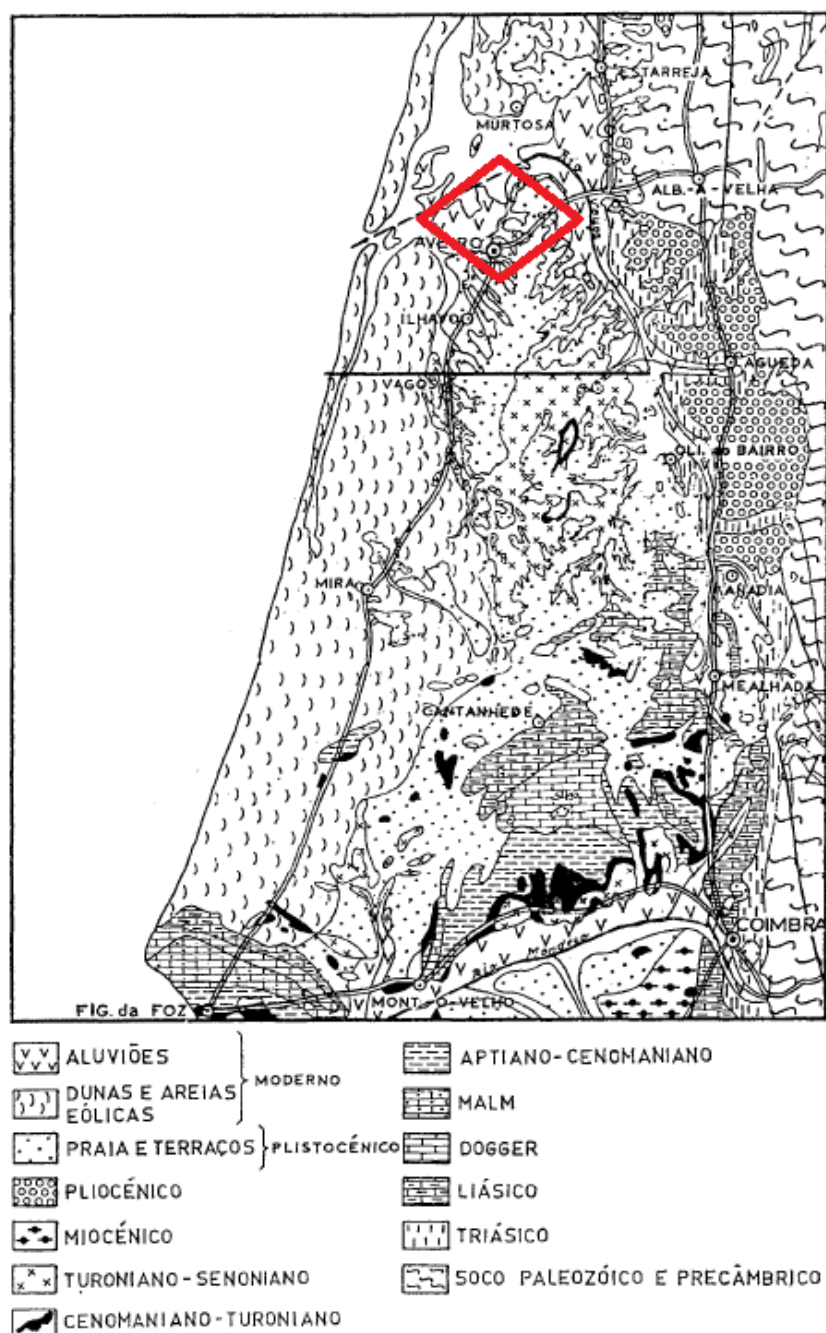 ESTARREJA
MURTOSA
ALB.-A-VELHA
AVEIRO
ILHAVO
VAGOS
AGUEDA
OLI. BAIRRO
MIRA
ANADIA
MEALHADA
CANTANHEDE
COIMBRA
Rio Mondego
MONT.-O-VELHO
FIG. da FOZ
ALUVIÕES
DUNAS E AREIAS EÓLICAS
MODERNO
PRAIA E TERRAÇOS
PLISTOCÉNICO
PLIOCÉNICO
MIOCÉNICO
TURONIANO-SENONIANO
CENOMANIANO-TURONIANO
APTIANO-CENOMANIANO
MALM
DOGGER
LIÁSICO
TRIÁSICO
SOCO PALEOZÓICO E PRECÂMBRICO